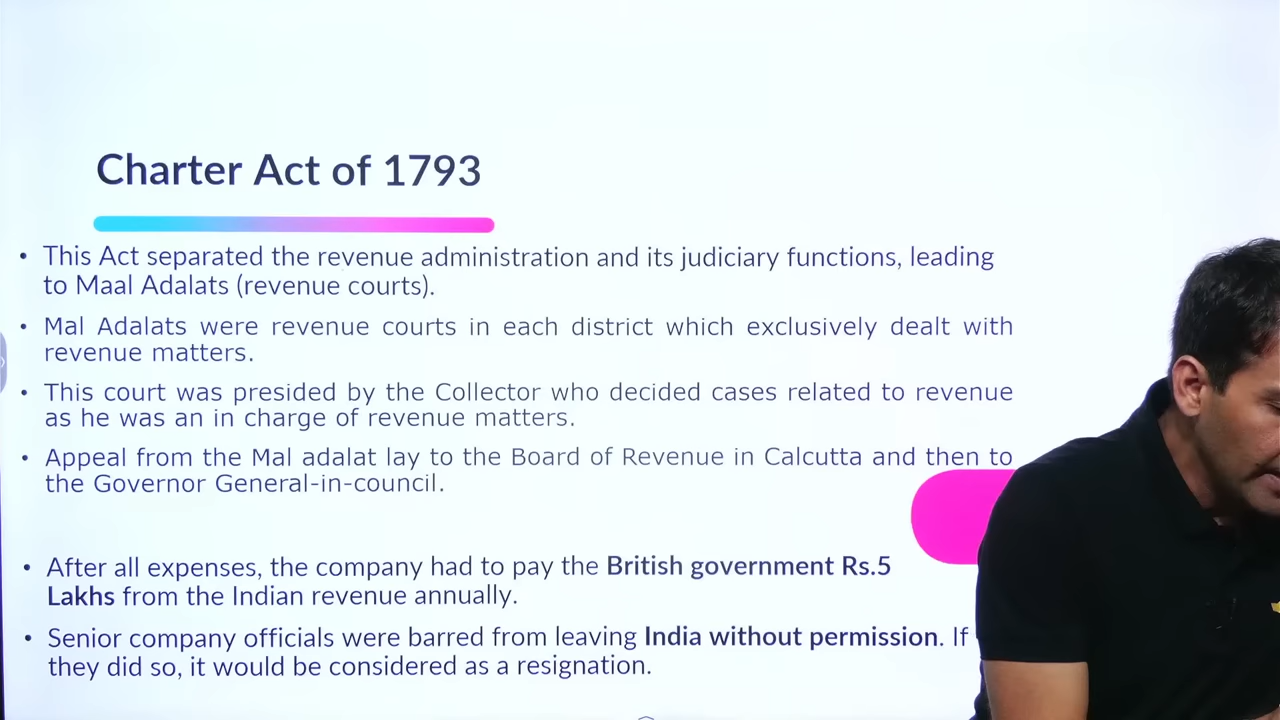 Charter Act of 1793
• This Act separated the revenue administration and its judiciary functions, leading
to Maal Adalats (revenue courts).
• Mal Adalats were revenue courts in each district which exclusively dealt with
revenue matters.
• This court was presided by the Collector who decided cases related to revenue
as he was an in charge of revenue matters.
• Appeal from the Mal adalat lay to the Board of Revenue in Calcutta and then to
the Governor General-in-council.
• After all expenses, the company had to pay the British government Rs.5
Lakhs from the Indian revenue annually.
• Senior company officials were barred from leaving India without permission. If
they did so, it would be considered as a resignation.